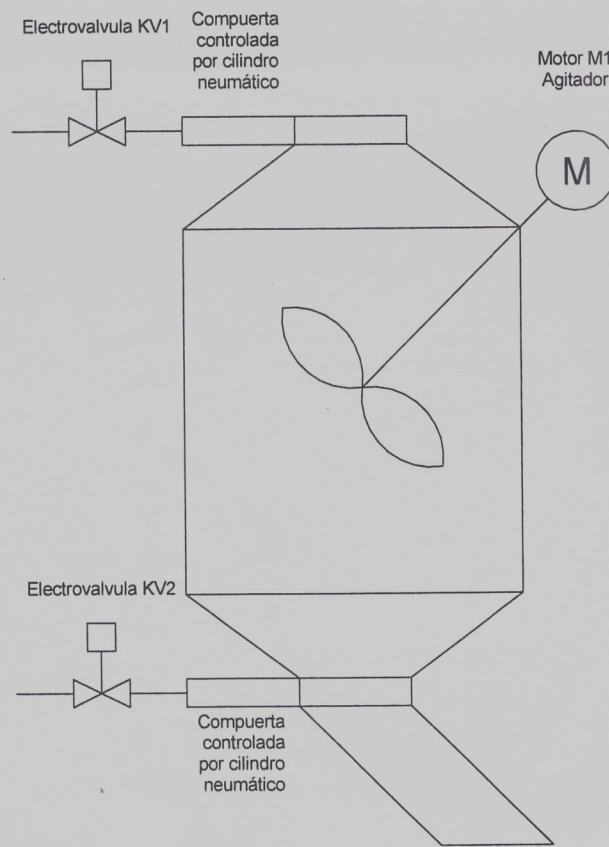 Electrovalvula KV1
Compuerta
controlada
por cilindro
neumático
Motor M1
Agitador
M
Electrovalvula KV2
Compuerta
controlada
por cilindro
neumático